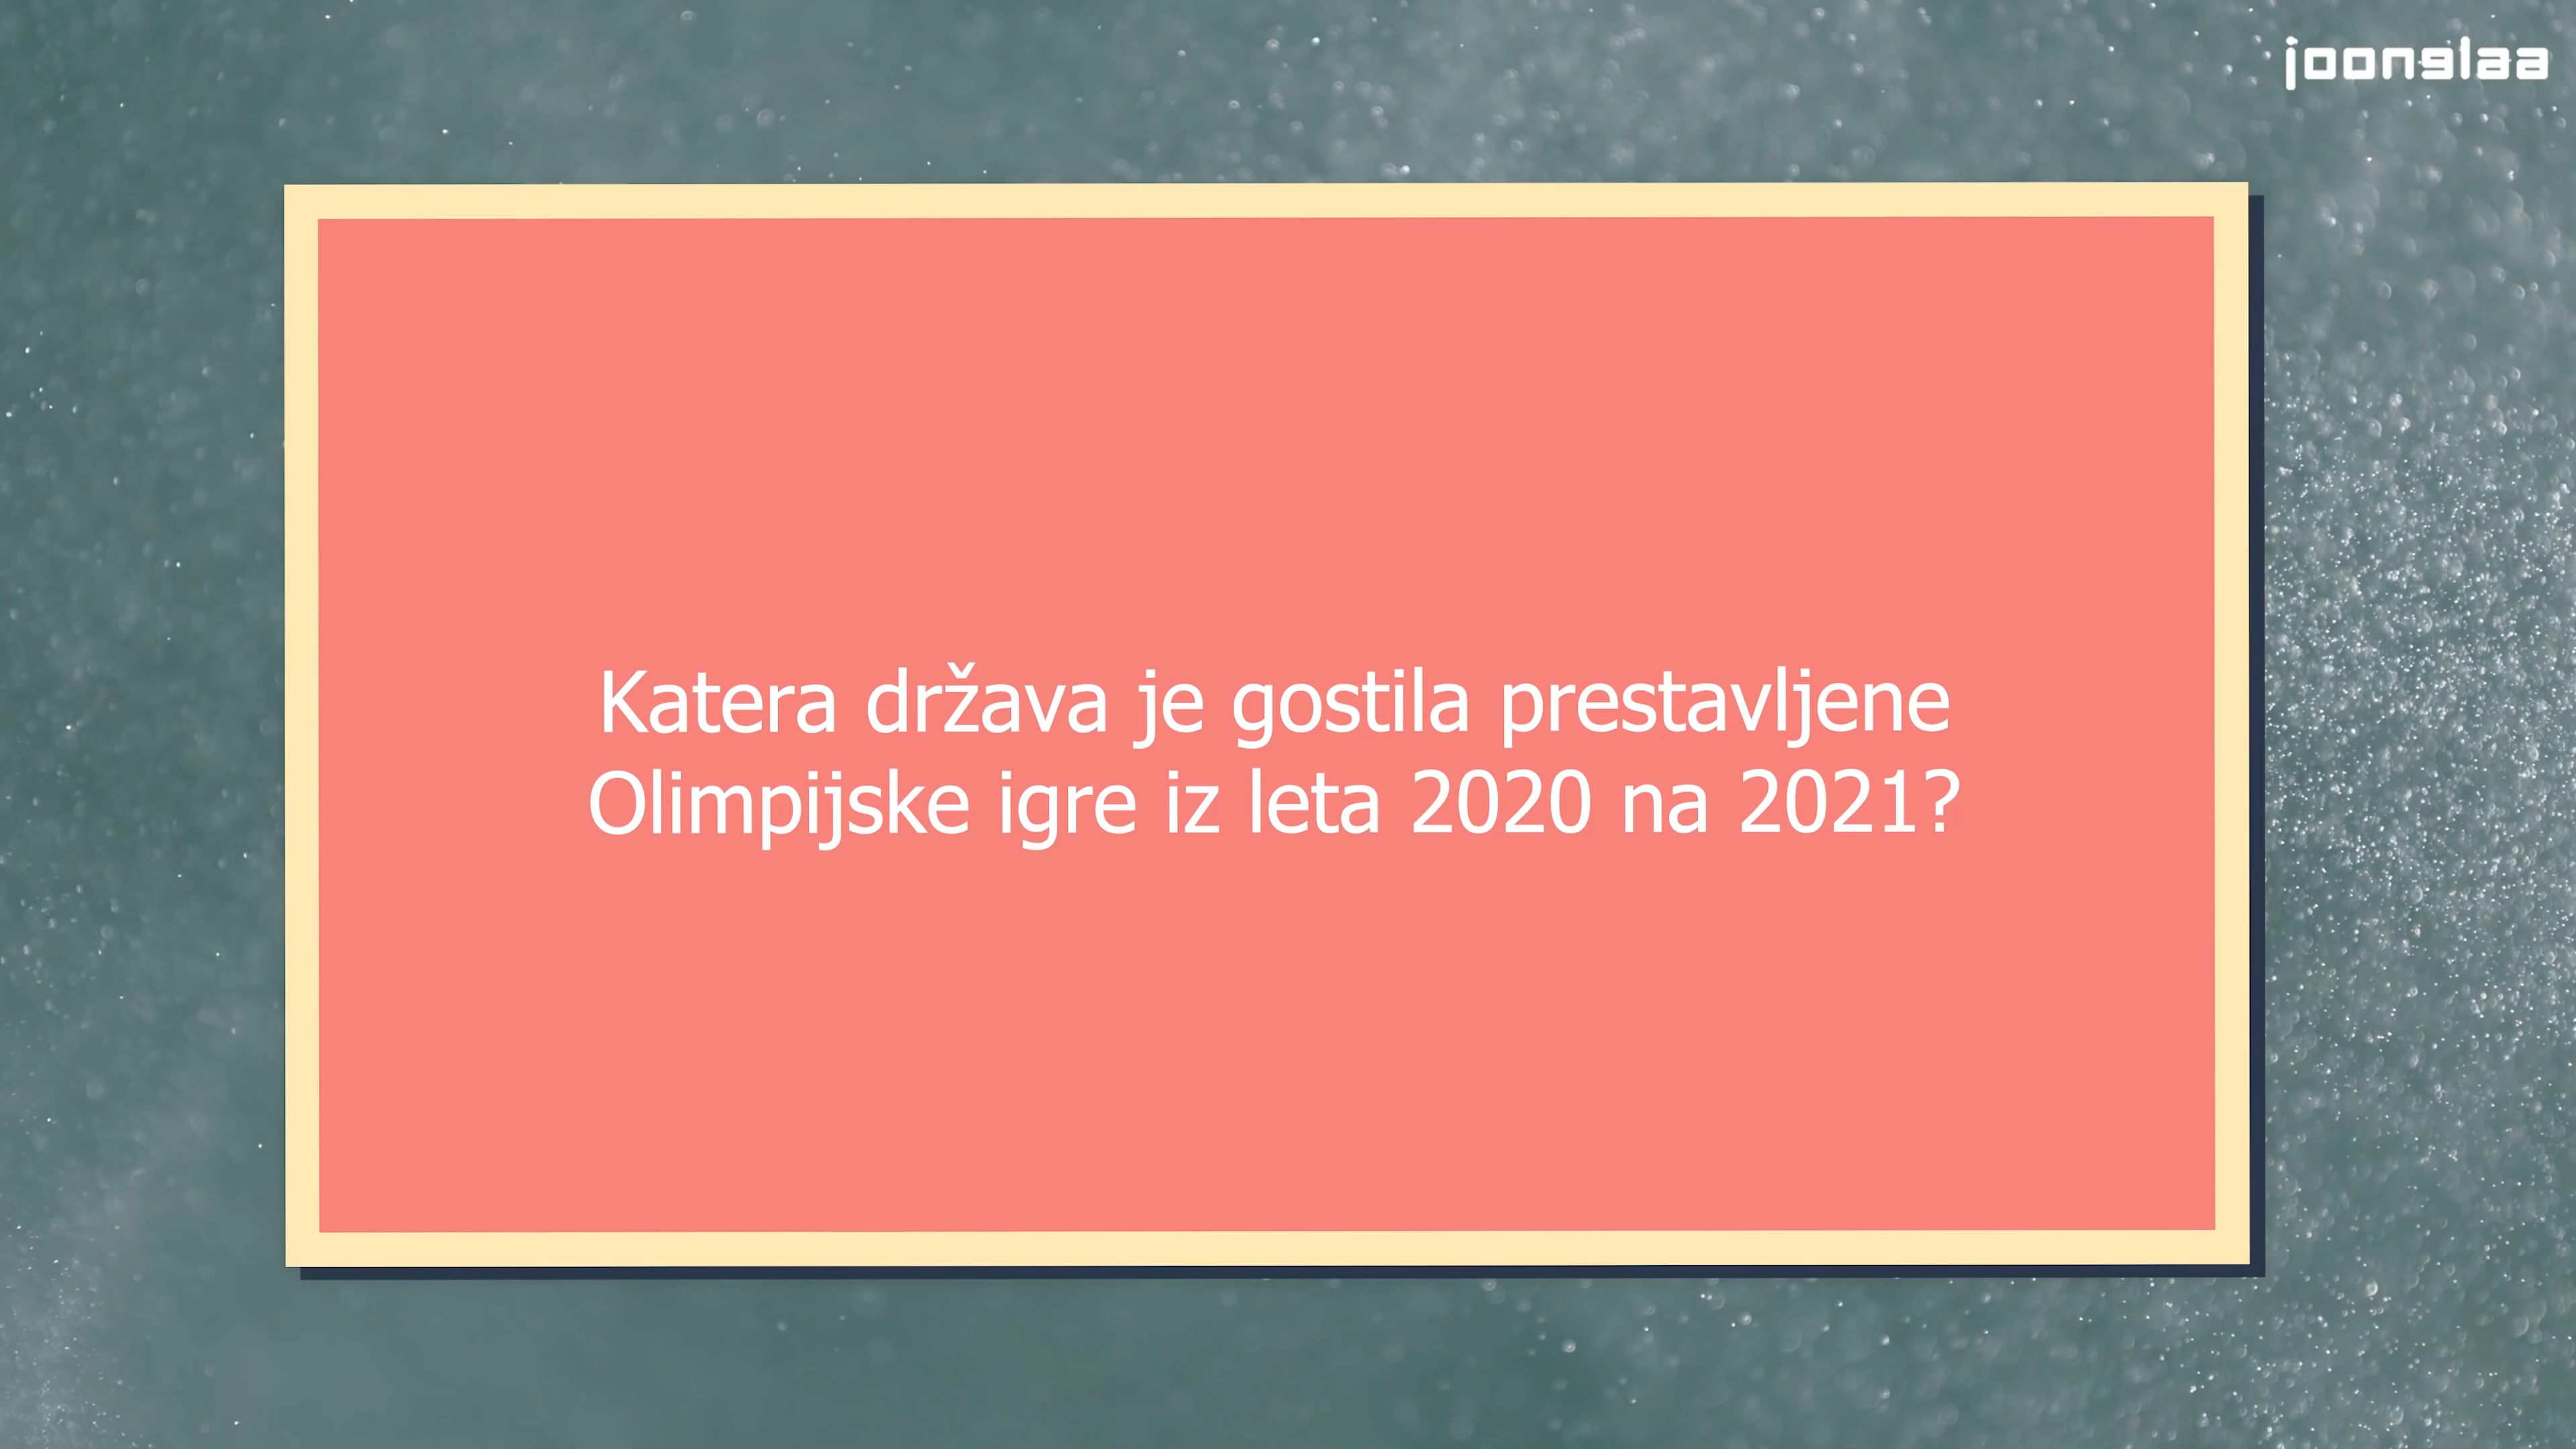 joonglaa
Katera država je gostila prestavljene
Olimpijske igre iz leta 2020 na 2021?